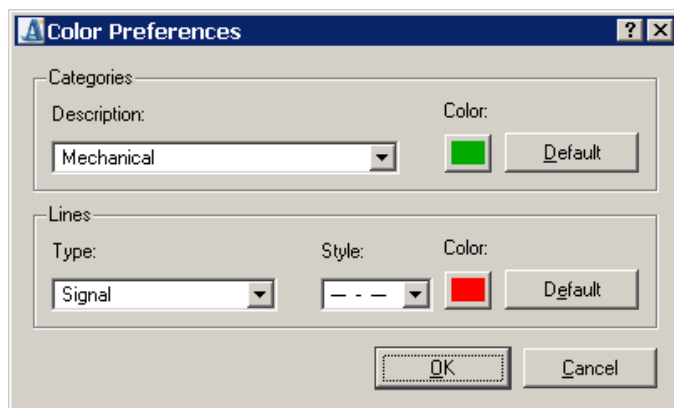 Color Preferences
Categories
Description:
Color:
Mechanical
Default
Lines
Type:
Style:
Color:
Signal
Default
OK
Cancel